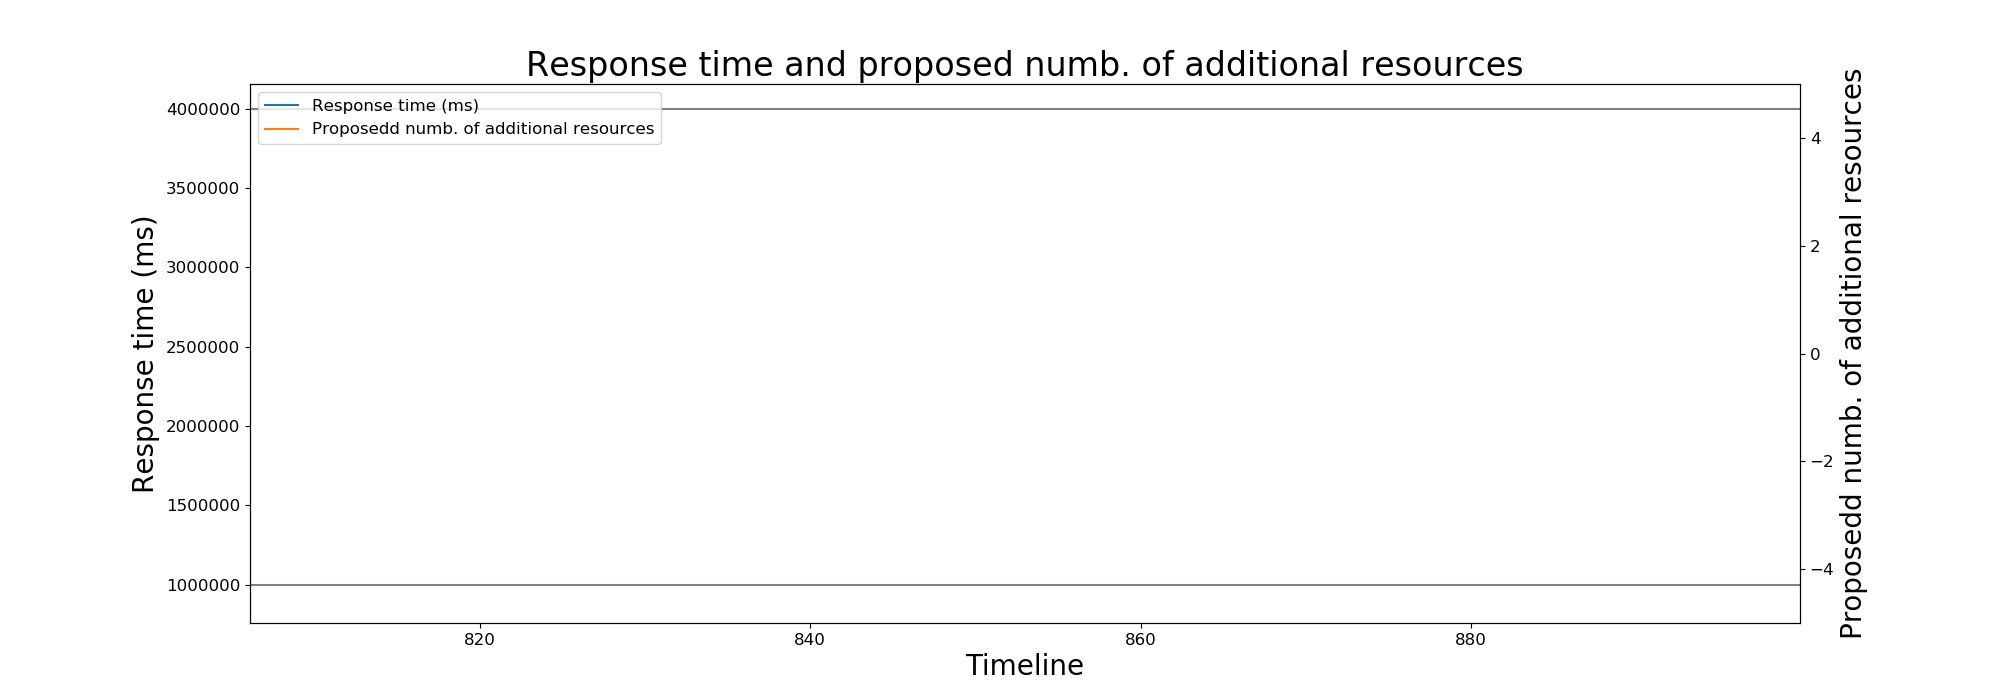 Response time and proposed numb. of additional resources
Response time (ms)
Proposedd numb. of additional resources
4000000
3500000
3000000
2500000
2000000
1500000
1000000
Response time (ms)
4
2
0
−2
−4
Proposedd numb. of additional resources
820
840
860
880
Timeline